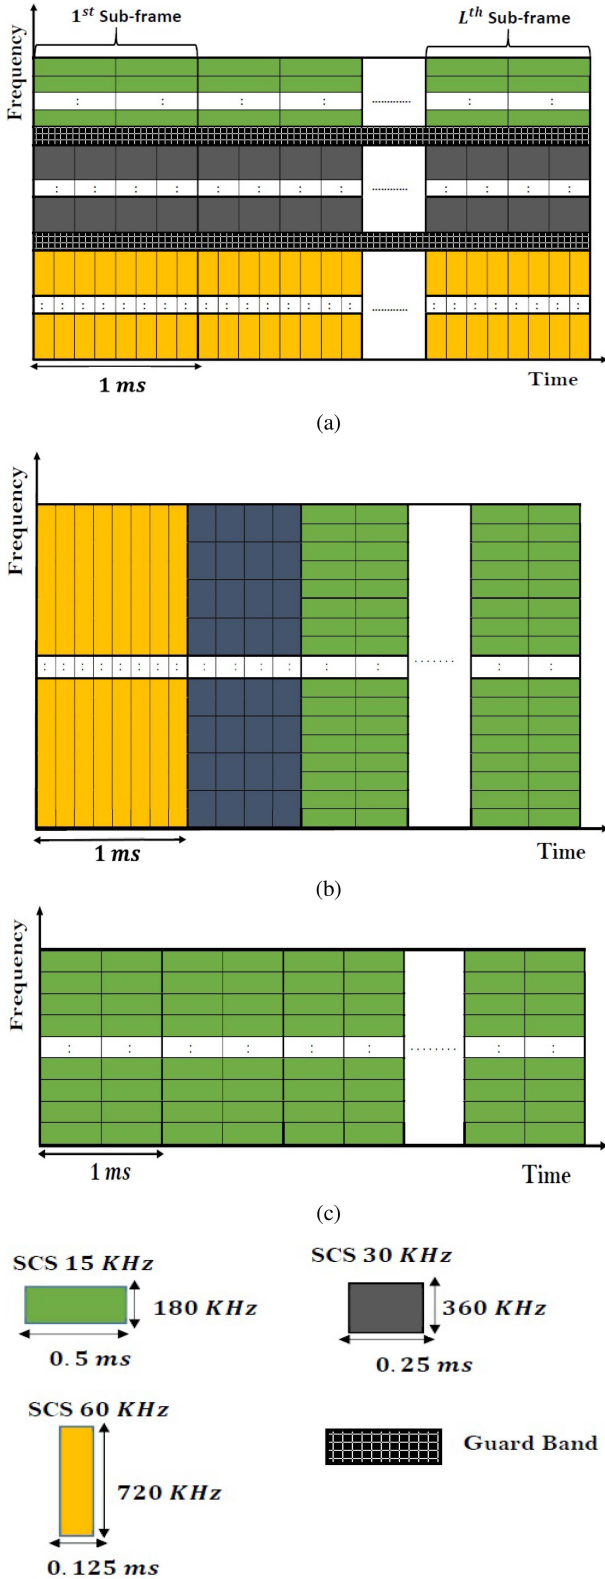 1st Sub-frame
Lth Sub-frame
Frequency
1 ms
Time
(a)
Frequency
1 ms
Time
(b)
Frequency
1 ms
Time
(c)
SCS 15 KHz
180 KHz
0.5 ms
SCS 30 KHz
360 KHz
0.25 ms
SCS 60 KHz
720 KHz
0.125 ms
Guard Band